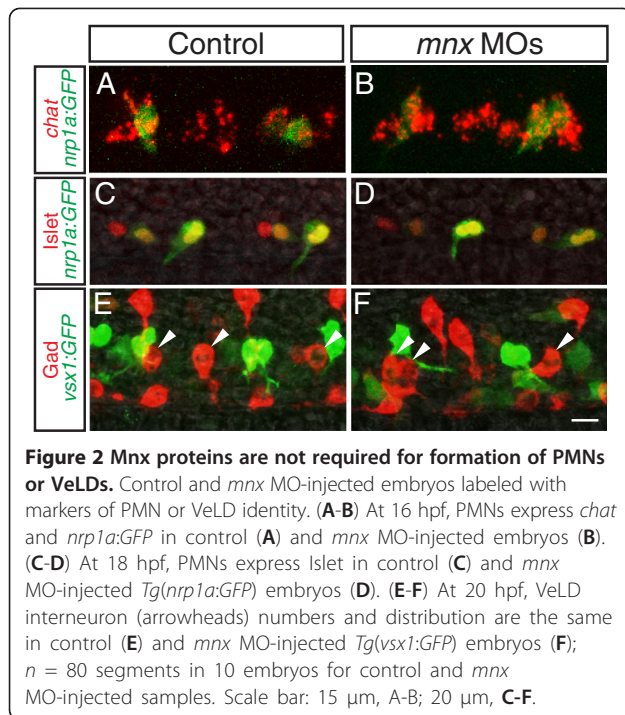 Control
mnx MOs
chat
nrp1a:GFP
A
B
Islet
nrp1a:GFP
C
D
Gad
vsx1:GFP
E
F
Figure 2 Mnx proteins are not required for formation of PMNs
or VeLDs. Control and mnx MO-injected embryos labeled with
markers of PMN or VeLD identity. (A-B) At 16 hpf, PMNs express chat
and nrp1a:GFP in control (A) and mnx MO-injected embryos (B).
(C-D) At 18 hpf, PMNs express Islet in control (C) and mnx
MO-injected Tg(nrp1a:GFP) embryos (D). (E-F) At 20 hpf, VeLD
interneuron (arrowheads) numbers and distribution are the same
in control (E) and mnx MO-injected Tg(vsx1:GFP) embryos (F);
n = 80 segments in 10 embryos for control and mnx
MO-injected samples. Scale bar: 15 μm, A-B; 20 μm, C-F.